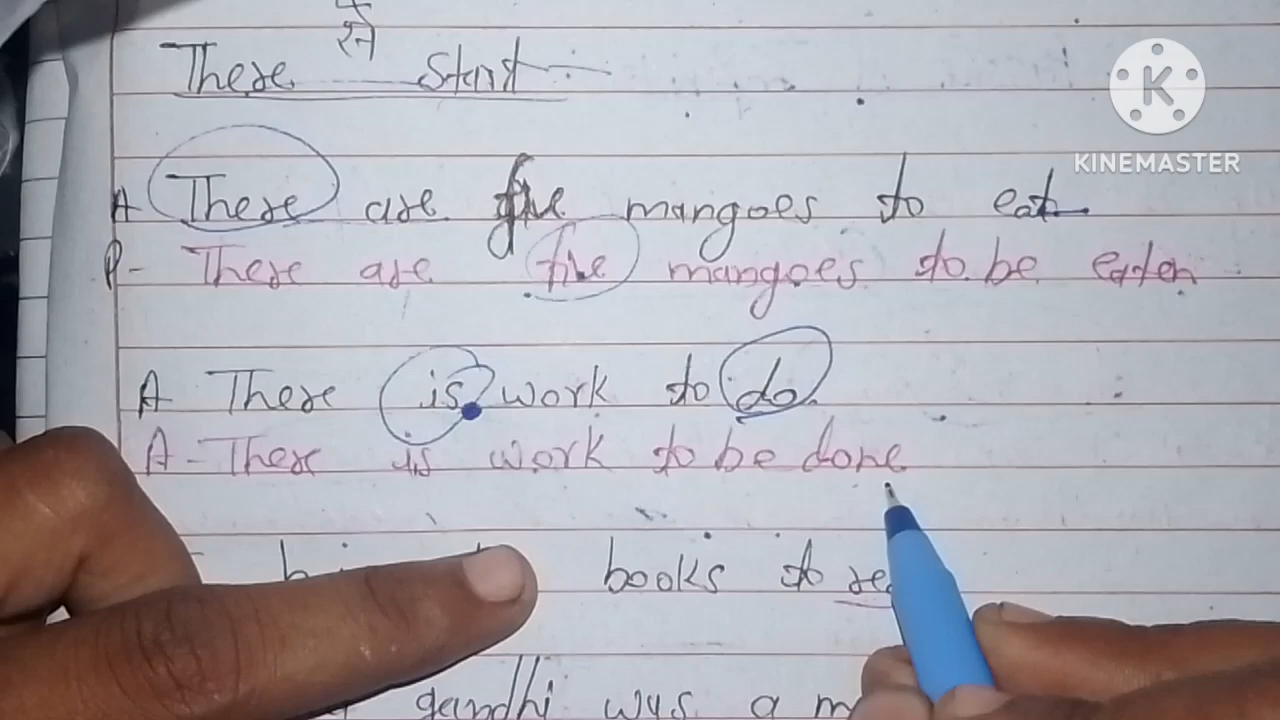 There से start :-
A There are five mangoes to eat
P- There are five mangoes to be eaten
A There is work to do.
A - There is work to be done
books to
gandhi was a
K
KINEMASTER